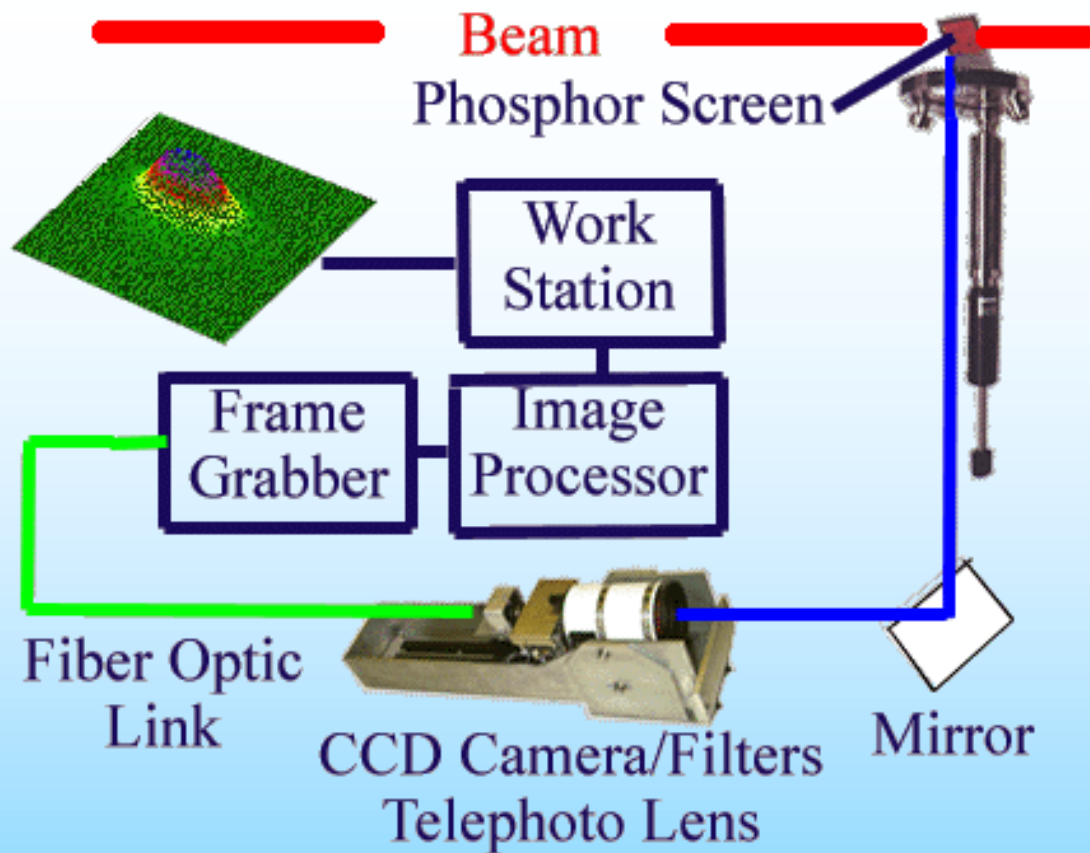 Beam
Phosphor Screen
Work
Station
Frame
Grabber
Image
Processor
Fiber Optic
Link
CCD Camera/Filters
Telephoto Lens
Mirror